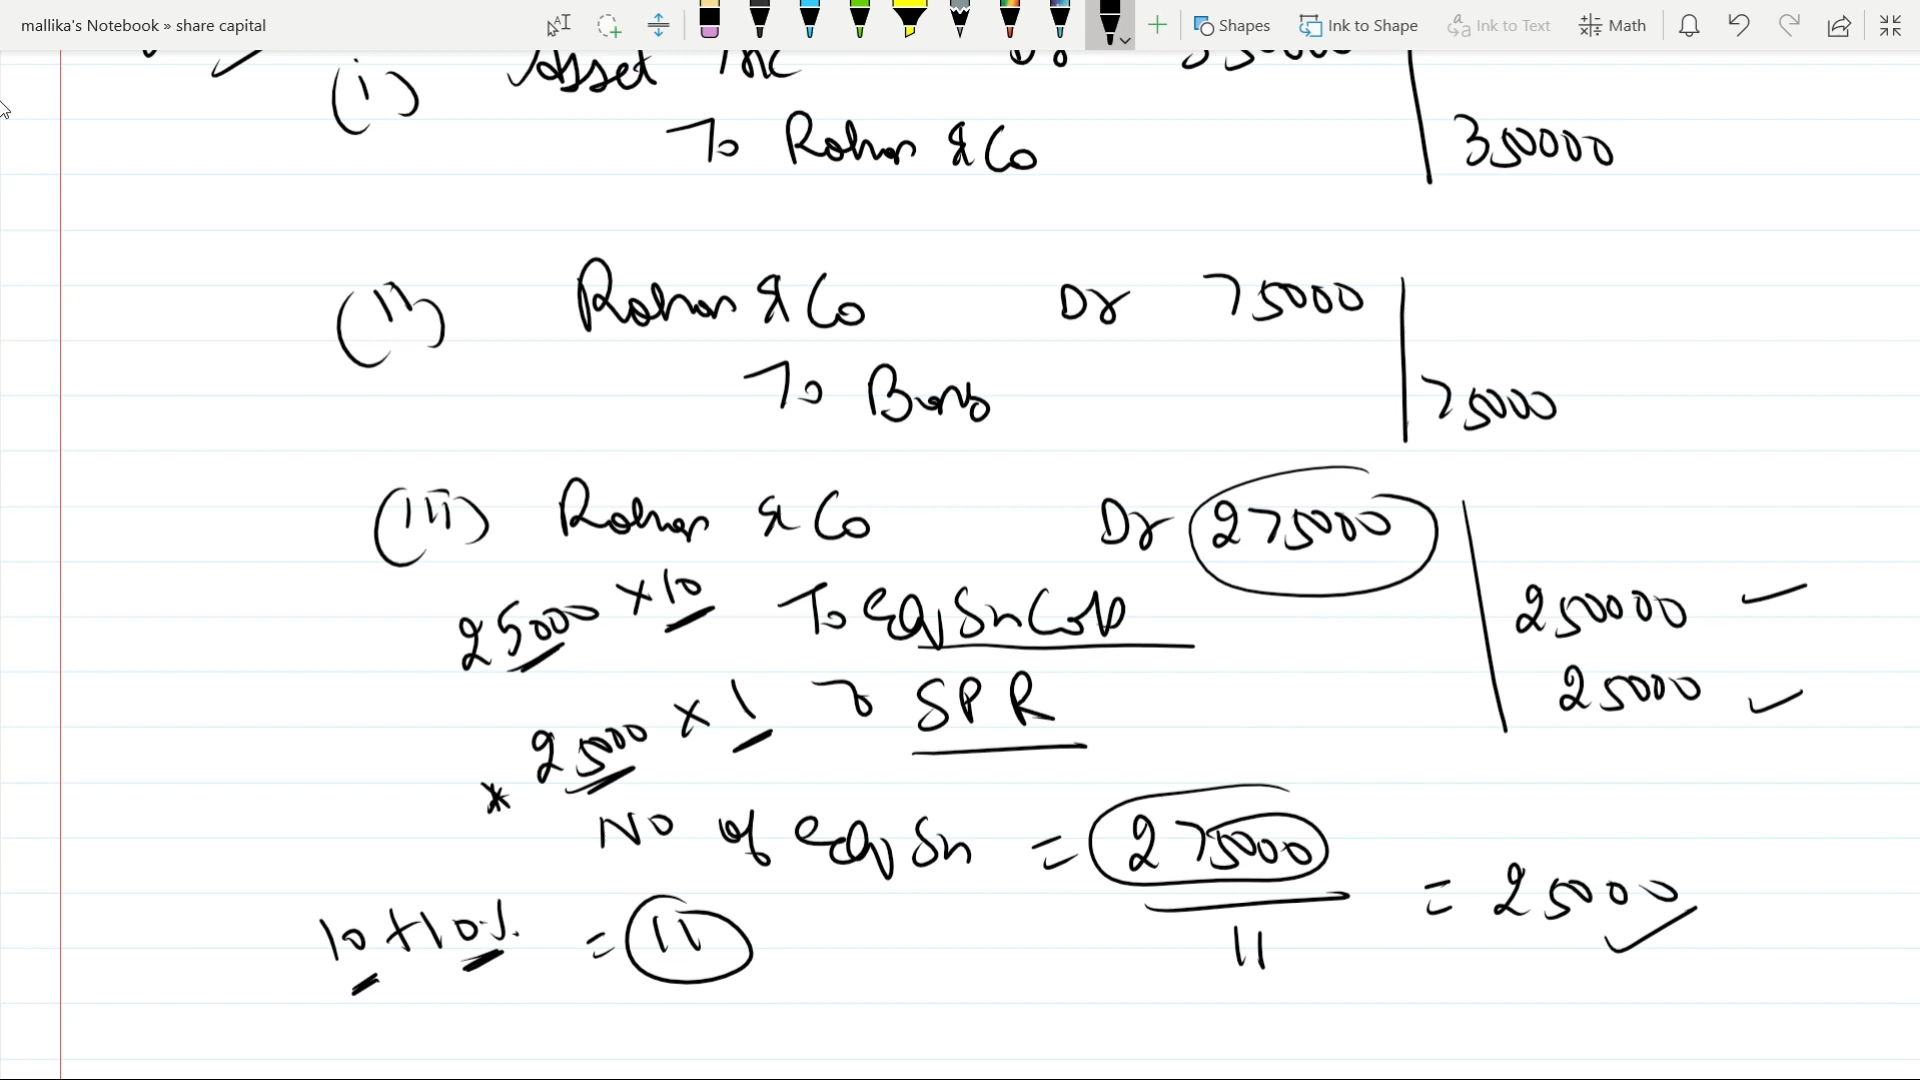 mallika's Notebook » share capital
Shapes Ink to Shape Ink to Text Math
(i) Asset Dr 350000
To Rohan & Co 350000
(ii) Rohan & Co Dr 75000
To Bank 75000
(iii) Rohan & Co Dr 275000
25000 × 10 To Eq Sh Cap 250000
25000 × 1 To SPR 25000
*
No of Eq Sh = 275000 / 11 = 25000
10 + 10% = 11